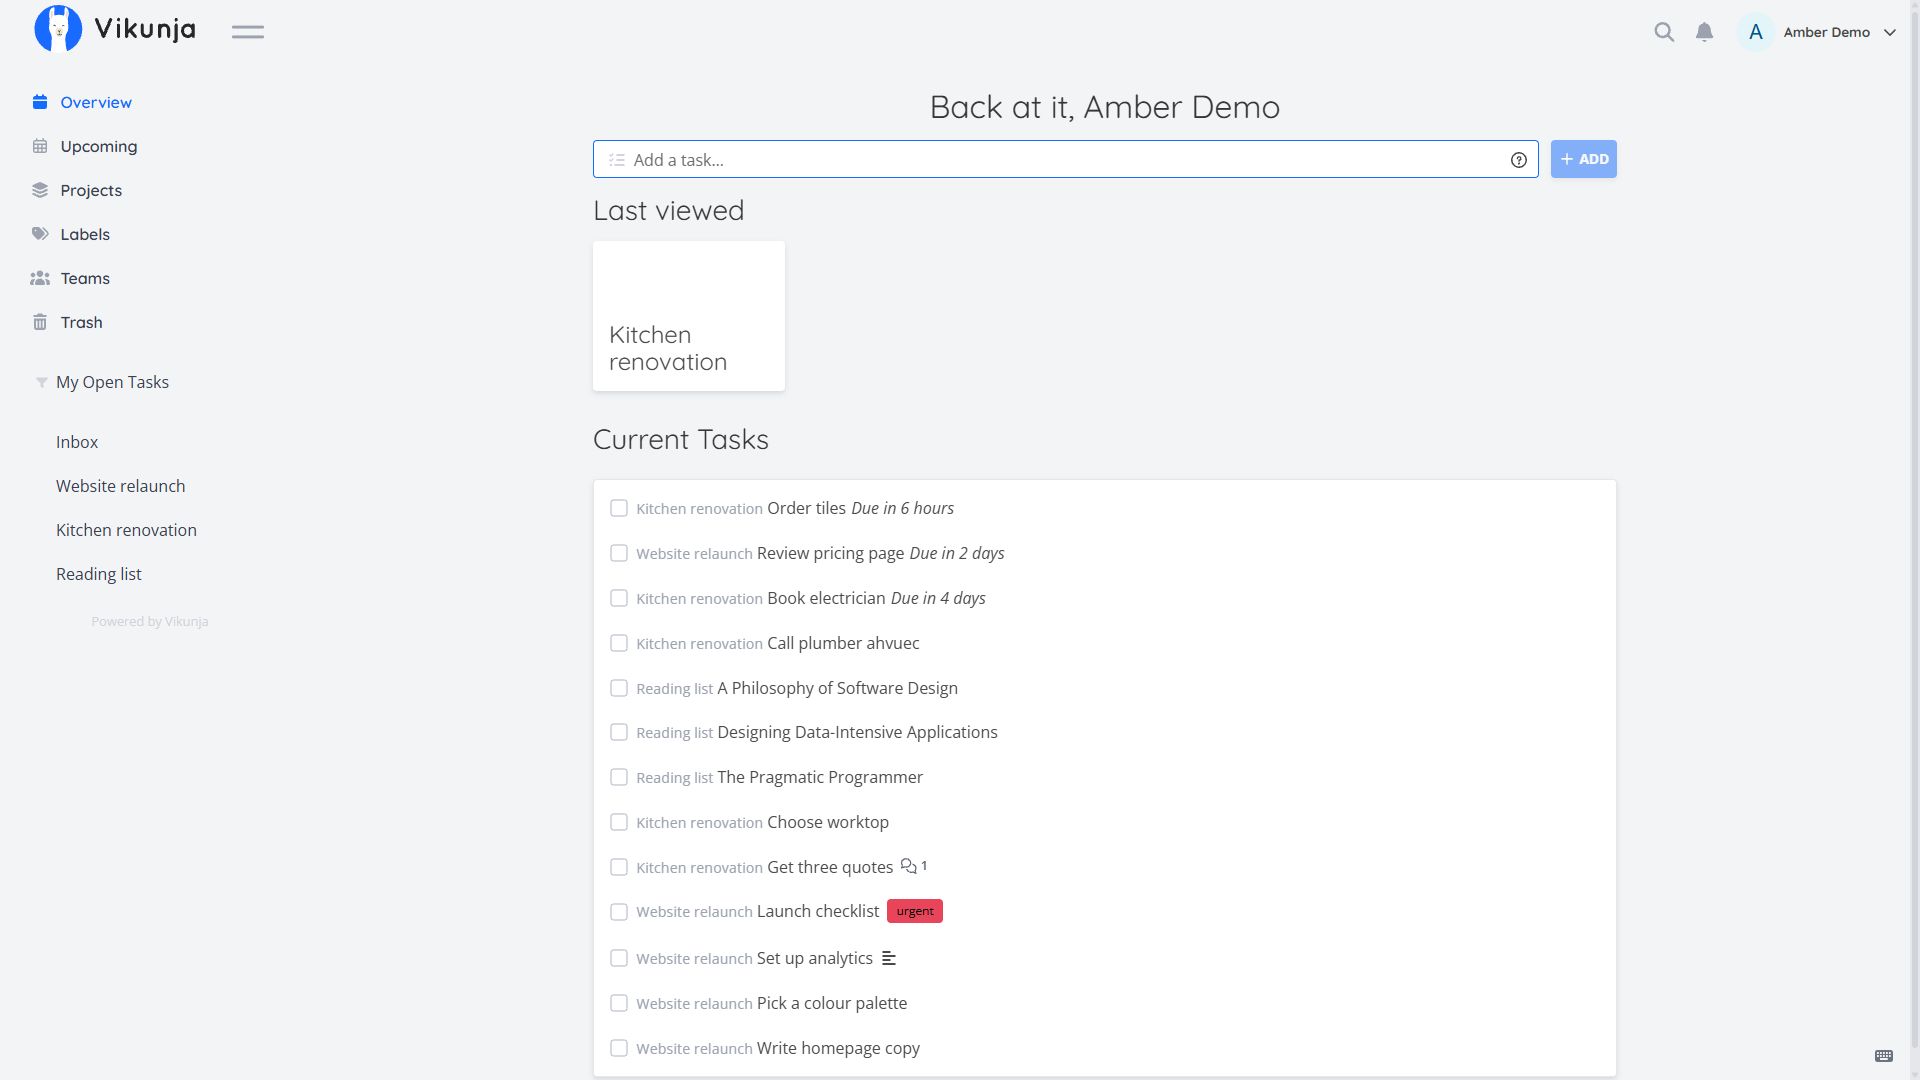 Vikunja
A Amber Demo
Overview
Upcoming
Projects
Labels
Teams
Trash
My Open Tasks
Inbox
Website relaunch
Kitchen renovation
Reading list
Powered by Vikunja
Back at it, Amber Demo
Add a task...
+ ADD
Last viewed
Kitchen
renovation
Current Tasks
Kitchen renovation Order tiles Due in 6 hours
Website relaunch Review pricing page Due in 2 days
Kitchen renovation Book electrician Due in 4 days
Kitchen renovation Call plumber ahvuec
Reading list A Philosophy of Software Design
Reading list Designing Data-Intensive Applications
Reading list The Pragmatic Programmer
Kitchen renovation Choose worktop
Kitchen renovation Get three quotes 1
Website relaunch Launch checklist urgent
Website relaunch Set up analytics
Website relaunch Pick a colour palette
Website relaunch Write homepage copy